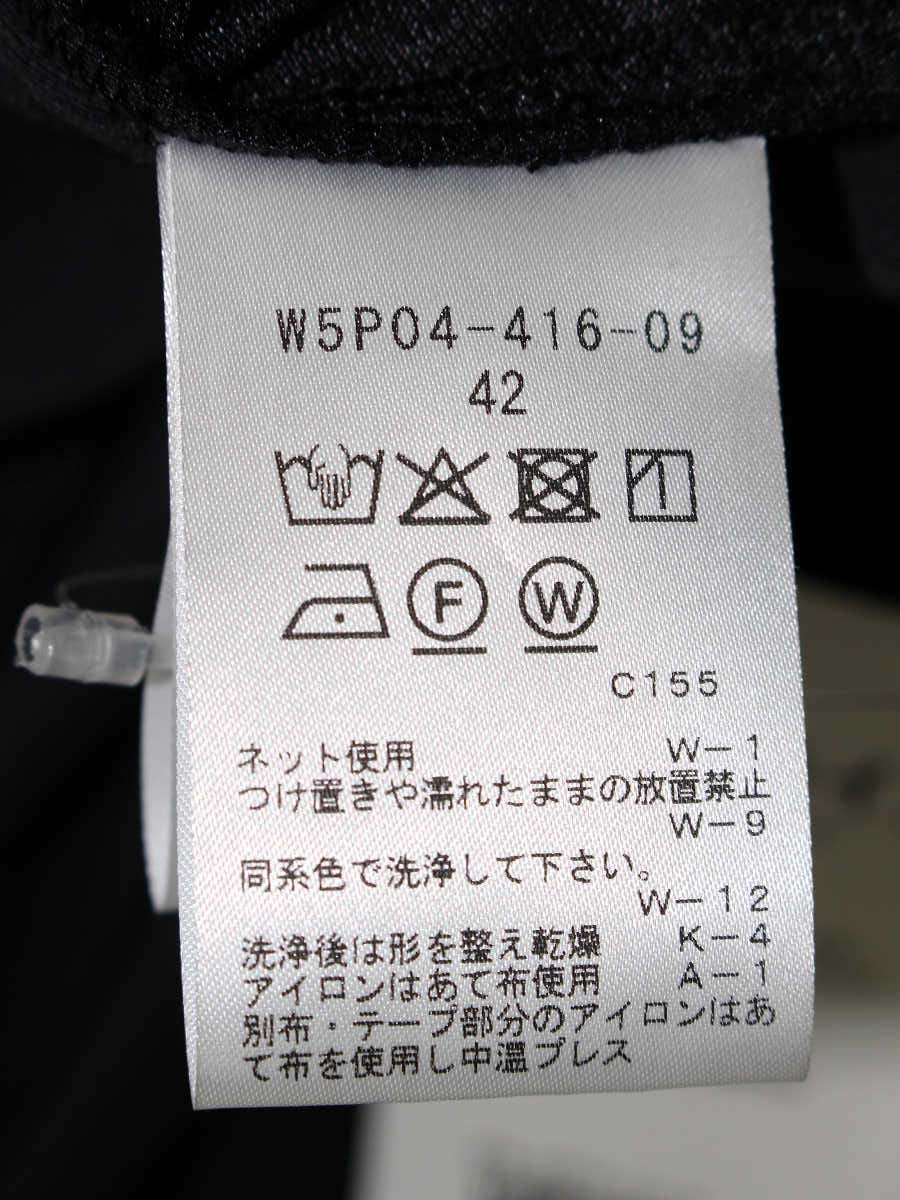 W5P04-416-09
42
F W
C155
ネット使用 W-1
つけ置きや濡れたままの放置禁止
W-9
同系色で洗浄して下さい。
W-12
洗浄後は形を整え乾燥 K-4
アイロンはあて布使用 A-1
別布・テープ部分のアイロンはあ
て布を使用し中温プレス